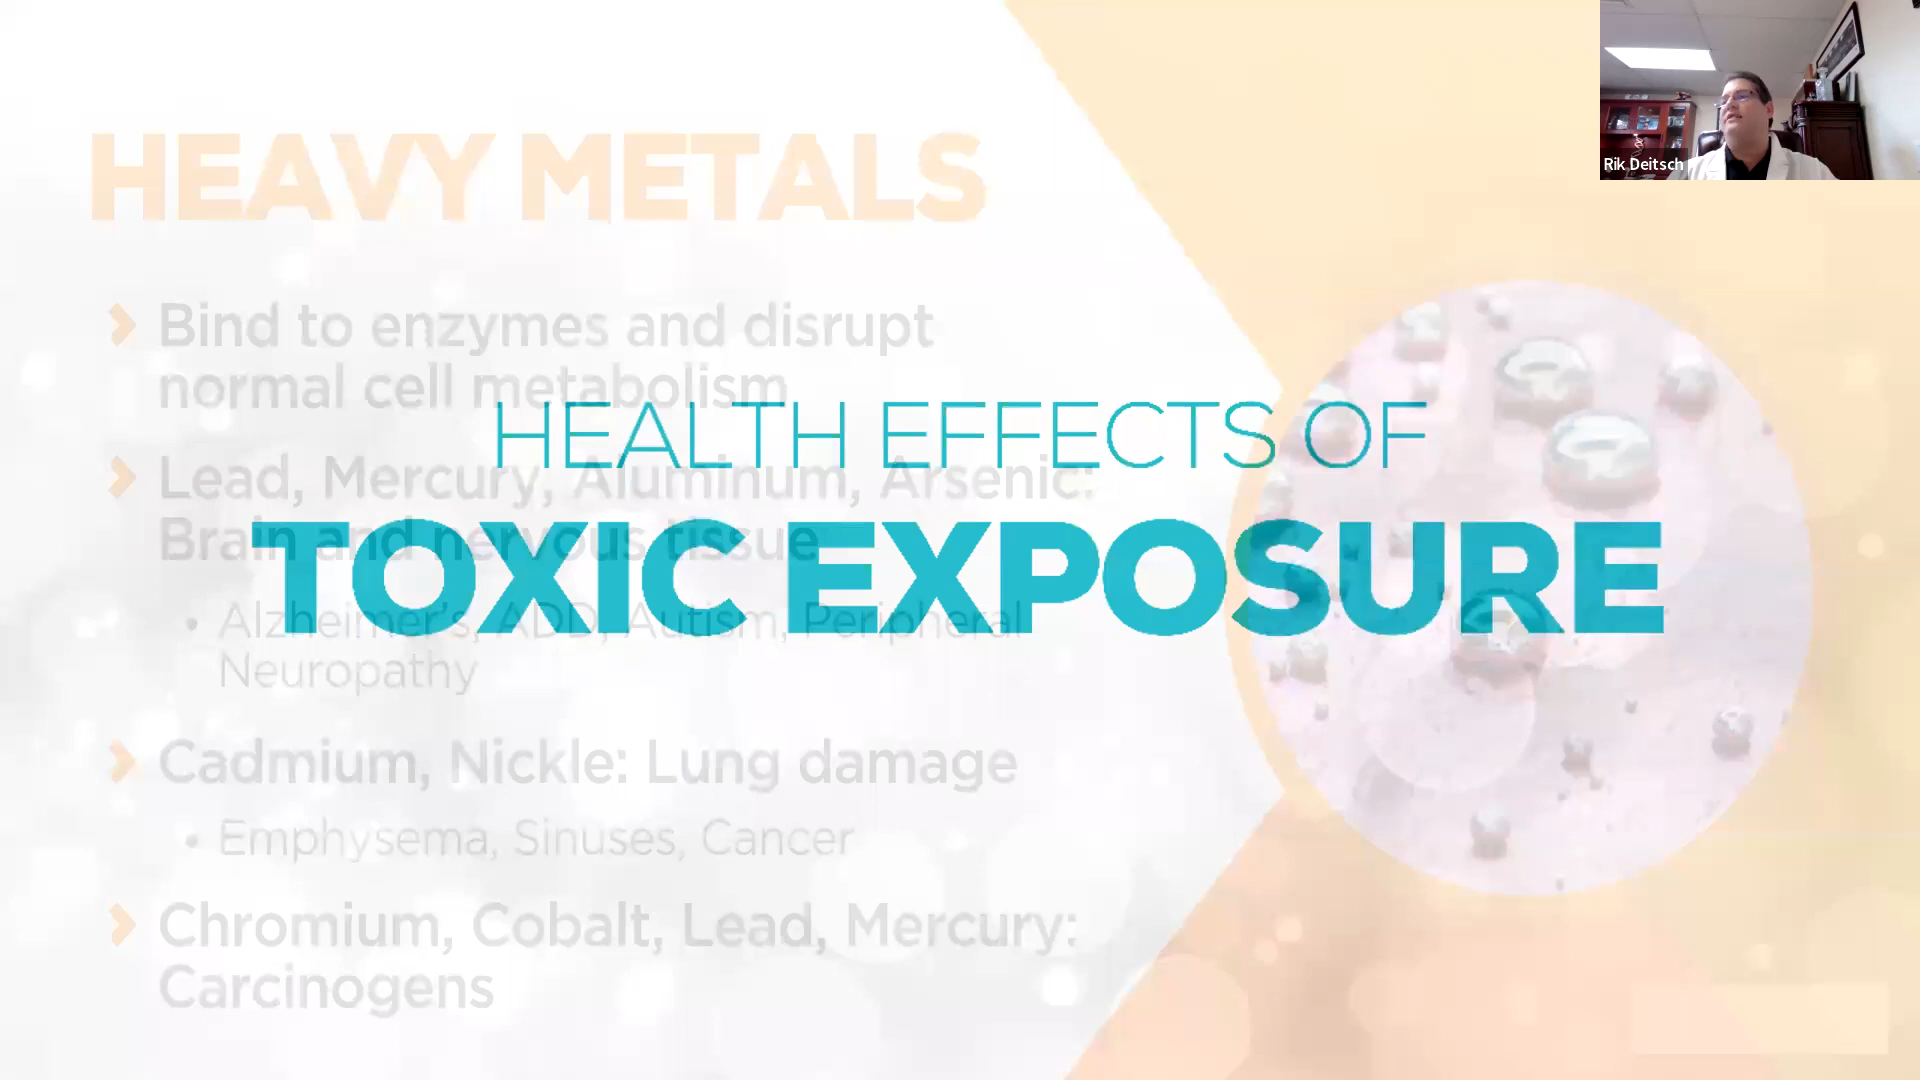 HEAVY METALS
Bind to enzymes and disrupt
normal cell metabolism
HEALTH EFFECTS OF
Lead, Mercury, Aluminum, Arsenic:
Brain and nervous tissue
TOXIC EXPOSURE
• Alzheimer's, ADD, Autism, Peripheral
Neuropathy
Cadmium, Nickle: Lung damage
• Emphysema, Sinuses, Cancer
Chromium, Cobalt, Lead, Mercury:
Carcinogens
Rik Deitsch